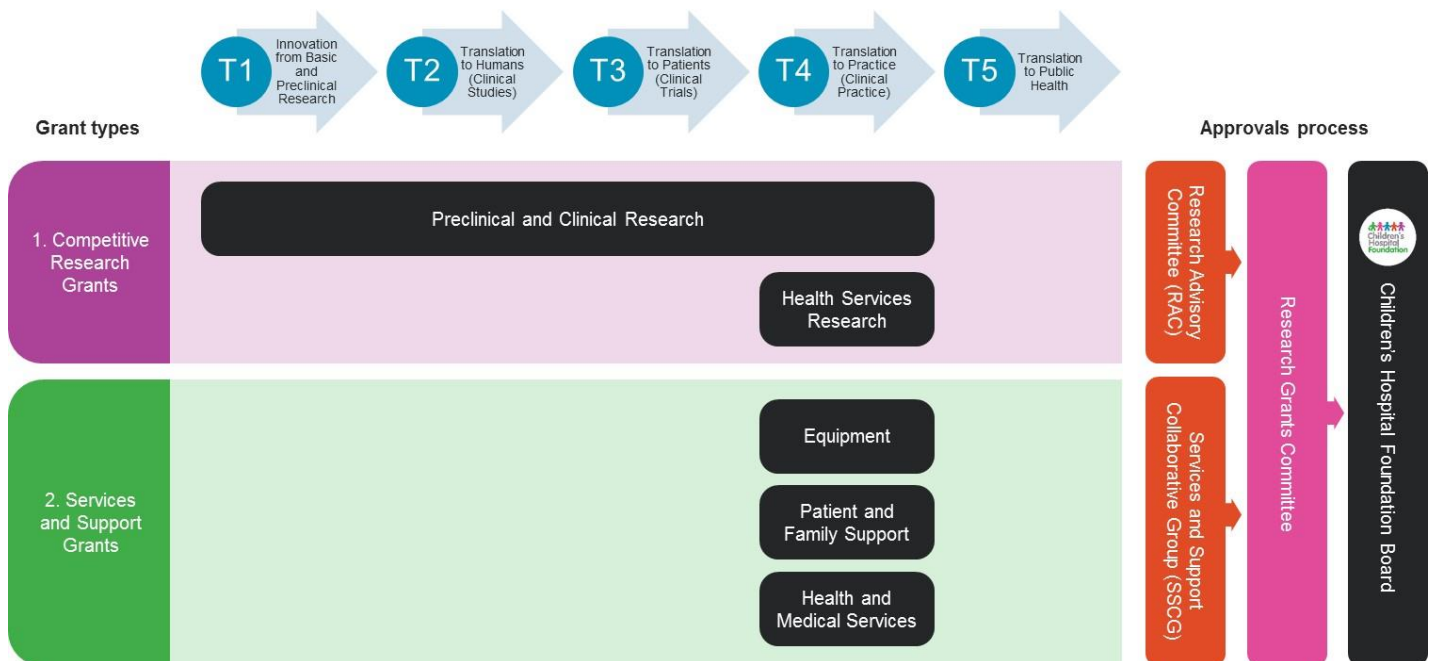 T1
Innovation
from Basic
and
Preclinical
Research
T2
Translation
to Humans
(Clinical
Studies)
T3
Translation
to Patients
(Clinical
Trials)
T4
Translation
to Practice
(Clinical
Practice)
T5
Translation
to Public
Health
Grant types
Approvals process
1. Competitive
Research
Grants
Preclinical and Clinical Research
Health Services
Research
2. Services
and Support
Grants
Equipment
Patient and
Family Support
Health and
Medical Services
Research Advisory
Committee (RAC)
Services and Support
Collaborative Group (SSCG)
Research Grants Committee
Children's
Hospital
Foundation
Children's Hospital Foundation Board